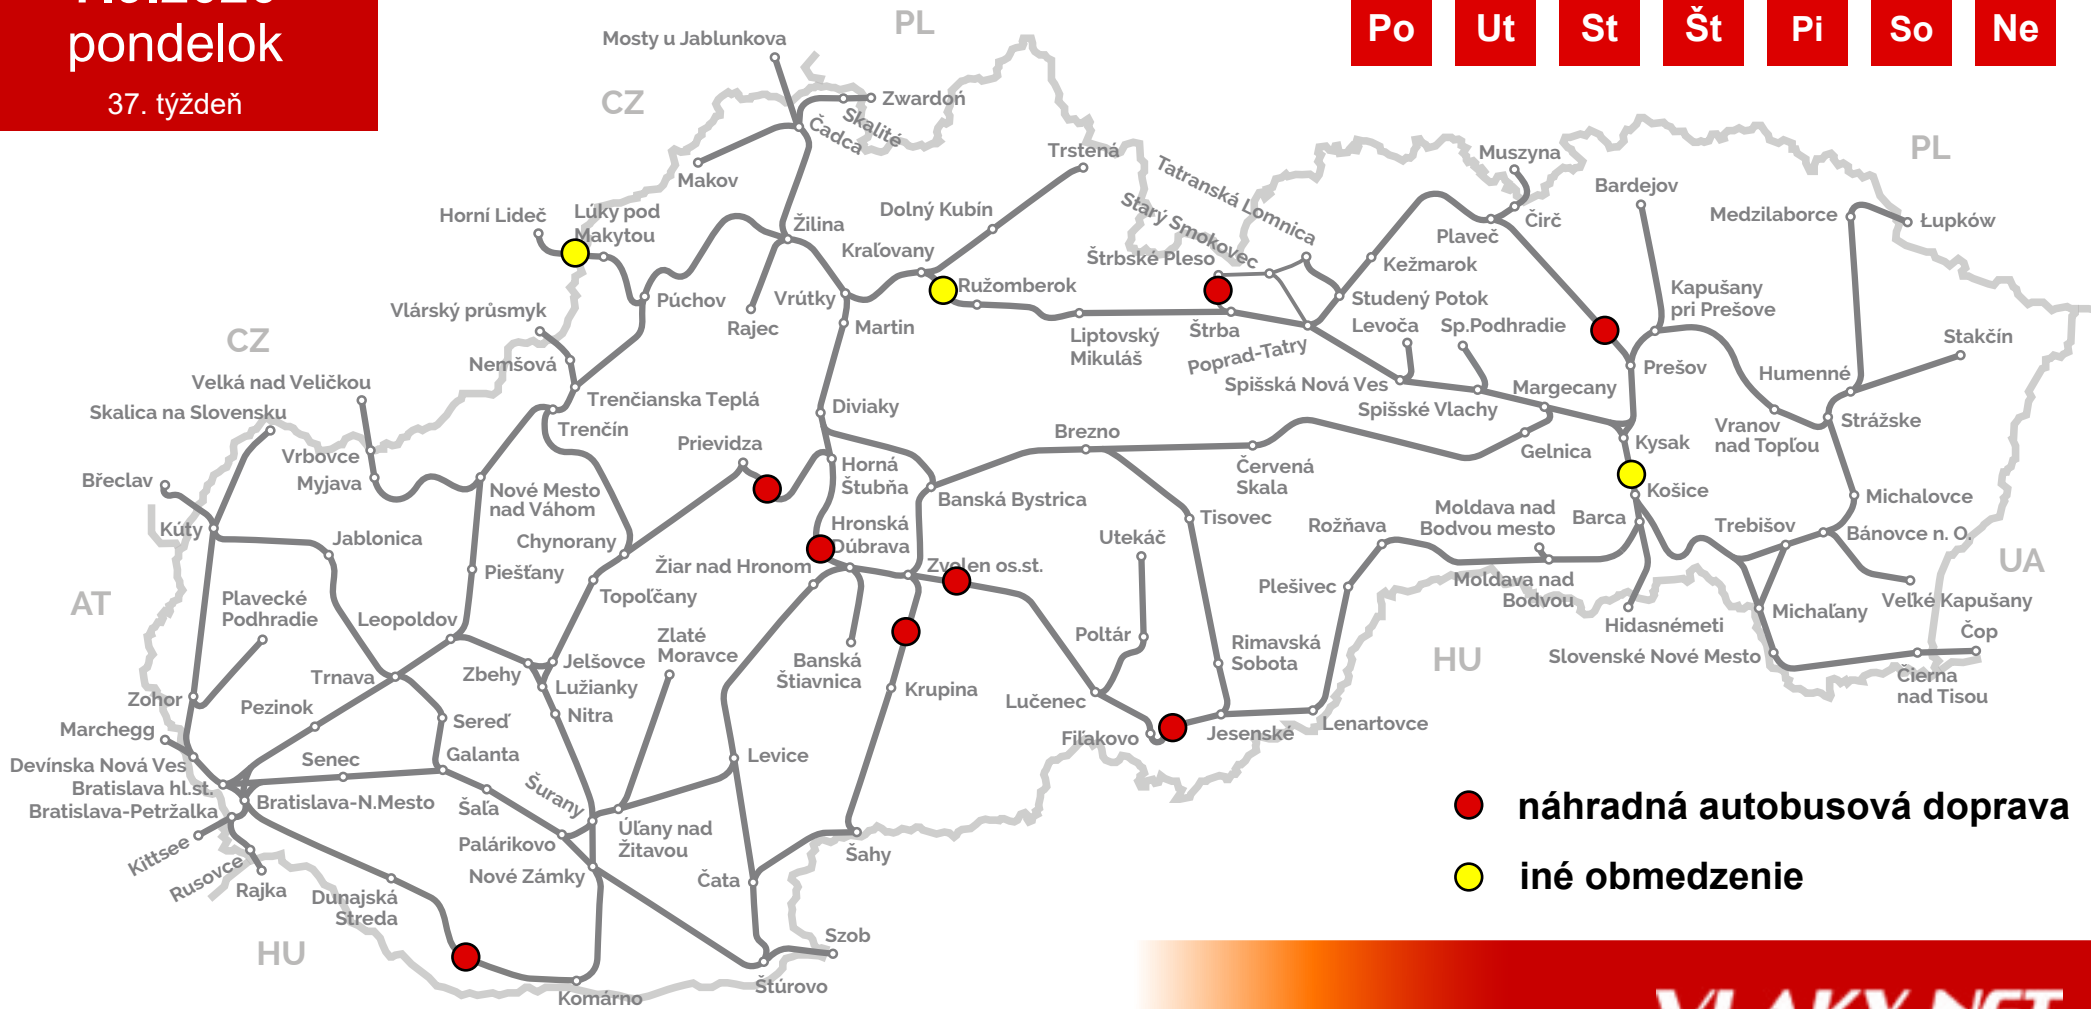 pondelok
37. týždeň
Po Ut St Št Pi So Ne
PL
Mosty u Jablunkova
CZ
Zwardoń
Skalité
Čadca
Makov
Trstená
Muszyna
PL
Tatranská Lomnica
Bardejov
Horní Lideč
Lúky pod
Makytou
Dolný Kubín
Starý Smokovec
Čirč
Medzilaborce
Łupków
Žilina
Kraľovany
Plaveč
Štrbské Pleso
Kežmarok
Ružomberok
Kapušany
pri Prešove
Púchov
Vrútky
Studený Potok
Vlárský průsmyk
Rajec
Martin
Liptovský
Mikuláš
Štrba
Levoča
Sp.Podhradie
CZ
Stakčín
Poprad-Tatry
Nemšová
Prešov
Humenné
Velká nad Veličkou
Spišská Nová Ves
Margecany
Skalica na Slovensku
Trenčianska Teplá
Diviaky
Spišské Vlachy
Trenčín
Prievidza
Brezno
Vranov
nad Topľou
Strážske
Vrbovce
Kysak
Gelnica
Myjava
Horná
Štubňa
Červená
Skala
Břeclav
Nové Mesto
nad Váhom
Banská Bystrica
Košice
Michalovce
Kúty
Jablonica
Chynorany
Hronská
Dúbrava
Utekáč
Tisovec
Rožňava
Moldava nad
Bodvou mesto
Barca
Trebišov
Bánovce n. O.
UA
Piešťany
Žiar nad Hronom
Zvolen os.st.
Plešivec
Moldava nad
Bodvou
AT
Plavecké
Podhradie
Topoľčany
Veľké Kapušany
Leopoldov
Michaľany
Hidasnémeti
Zlaté
Moravce
Poltár
Rimavská
Sobota
HU
Čop
Slovenské Nové Mesto
Zbehy
Jelšovce
Banská
Štiavnica
Trnava
Lužianky
Krupina
Lučenec
Čierna
nad Tisou
Zohor
Pezinok
Sereď
Nitra
Marchegg
Fiľakovo
Jesenské
Lenartovce
Devínska Nová Ves
Senec
Galanta
Levice
Bratislava hl.st.
Bratislava-N.Mesto
Bratislava-Petržalka
Šaľa
Šurany
náhradná autobusová doprava
Kittsee
Palárikovo
Úľany nad
Žitavou
Šahy
Rusovce
Rajka
Nové Zámky
Čata
iné obmedzenie
Dunajská
Streda
HU
Szob
Štúrovo
Komárno